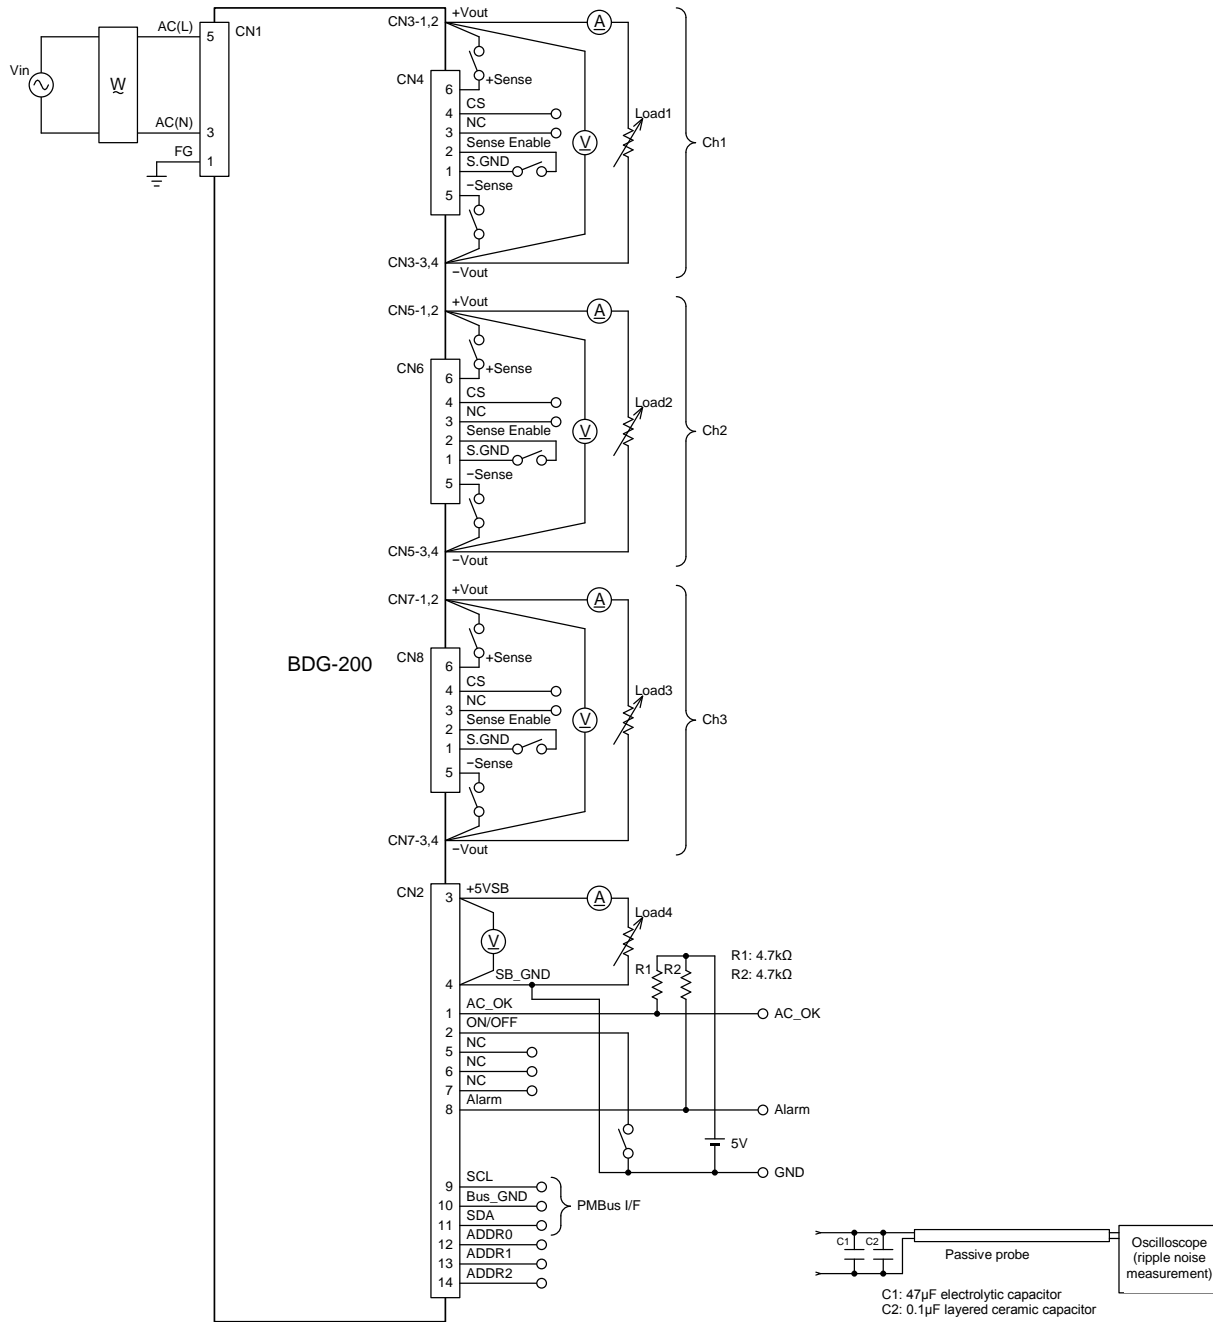 AC(L)
5
CN1
Vin
W
AC(N)
3
FG
1
BDG-200
CN3-1,2
+Vout
A
CN4
6
+Sense
4
CS
3
NC
2
Sense Enable
1
S.GND
5
−Sense
V
Load1
Ch1
CN3-3,4
−Vout
CN5-1,2
+Vout
A
CN6
6
+Sense
4
CS
3
NC
2
Sense Enable
1
S.GND
5
−Sense
V
Load2
Ch2
CN5-3,4
−Vout
CN7-1,2
+Vout
A
CN8
6
+Sense
4
CS
3
NC
2
Sense Enable
1
S.GND
5
−Sense
V
Load3
Ch3
CN7-3,4
−Vout
CN2
3
+5VSB
A
V
Load4
4
SB_GND
R1
R2
R1: 4.7kΩ
R2: 4.7kΩ
1
AC_OK
AC_OK
2
ON/OFF
5
NC
6
NC
7
NC
8
Alarm
Alarm
5V
GND
9
SCL
10
Bus_GND
11
SDA
PMBus I/F
12
ADDR0
13
ADDR1
14
ADDR2
C1
C2
Passive probe
Oscilloscope
(ripple noise
measurement)
C1: 47μF electrolytic capacitor
C2: 0.1μF layered ceramic capacitor